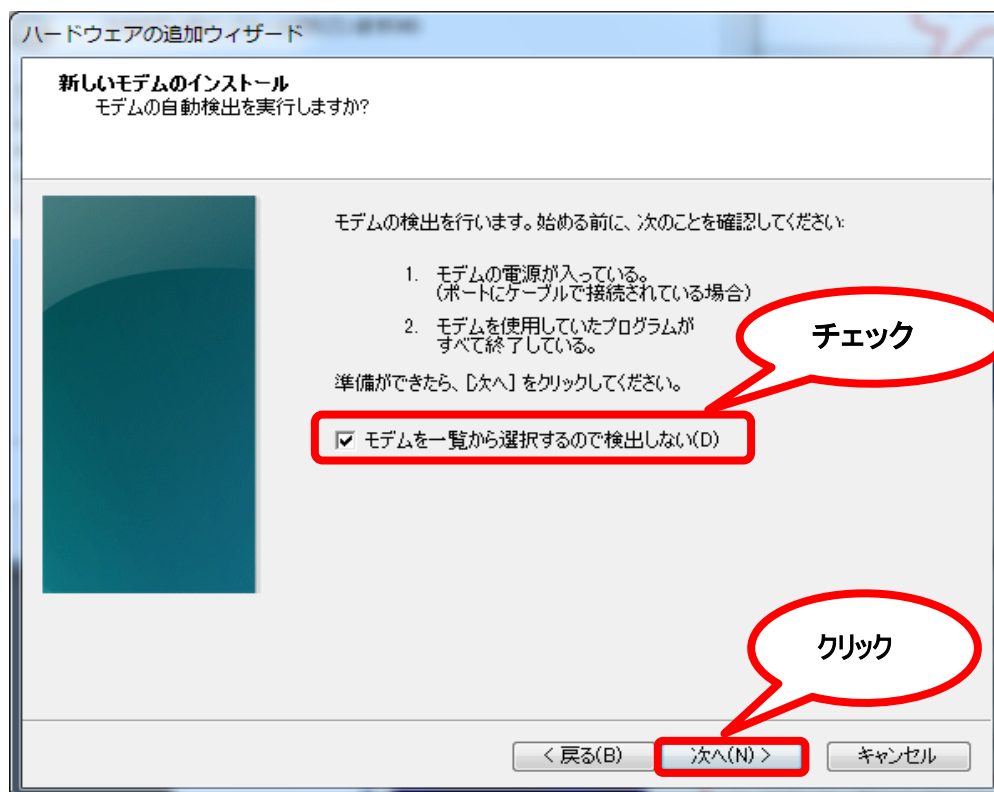 ハードウェアの追加ウィザード
新しいモデムのインストール
モデムの自動検出を実行しますか?
モデムの検出を行います。始める前に、次のことを確認してください:
1. モデムの電源が入っている。
(ポートにケーブルで接続されている場合)
2. モデムを使用していたプログラムが
すべて終了している。
チェック
準備ができたら、[次へ] をクリックしてください。
モデムを一覧から選択するので検出しない(D)
クリック
< 戻る(B)
次へ(N) >
キャンセル